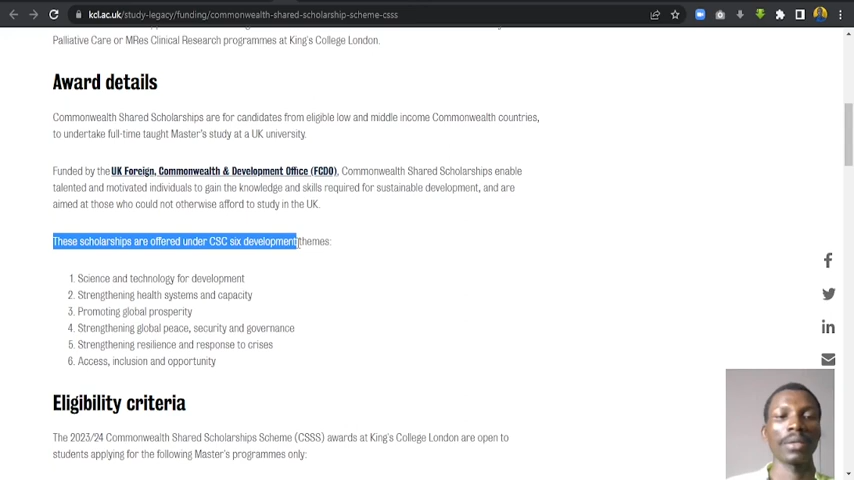 kcl.ac.uk/study-legacy/funding/commonwealth-shared-scholarship-scheme-csss
Palliative Care or MRes Clinical Research programmes at King's College London.
Award details
Commonwealth Shared Scholarships are for candidates from eligible low and middle income Commonwealth countries,
to undertake full-time taught Master's study at a UK university.
Funded by the UK Foreign, Commonwealth & Development Office (FCDO), Commonwealth Shared Scholarships enable
talented and motivated individuals to gain the knowledge and skills required for sustainable development, and are
aimed at those who could not otherwise afford to study in the UK.
These scholarships are offered under CSC six development themes:
1. Science and technology for development
2. Strengthening health systems and capacity
3. Promoting global prosperity
4. Strengthening global peace, security and governance
5. Strengthening resilience and response to crises
6. Access, inclusion and opportunity
Eligibility criteria
The 2023/24 Commonwealth Shared Scholarships Scheme (CSSS) awards at King's College London are open to
students applying for the following Master's programmes only: